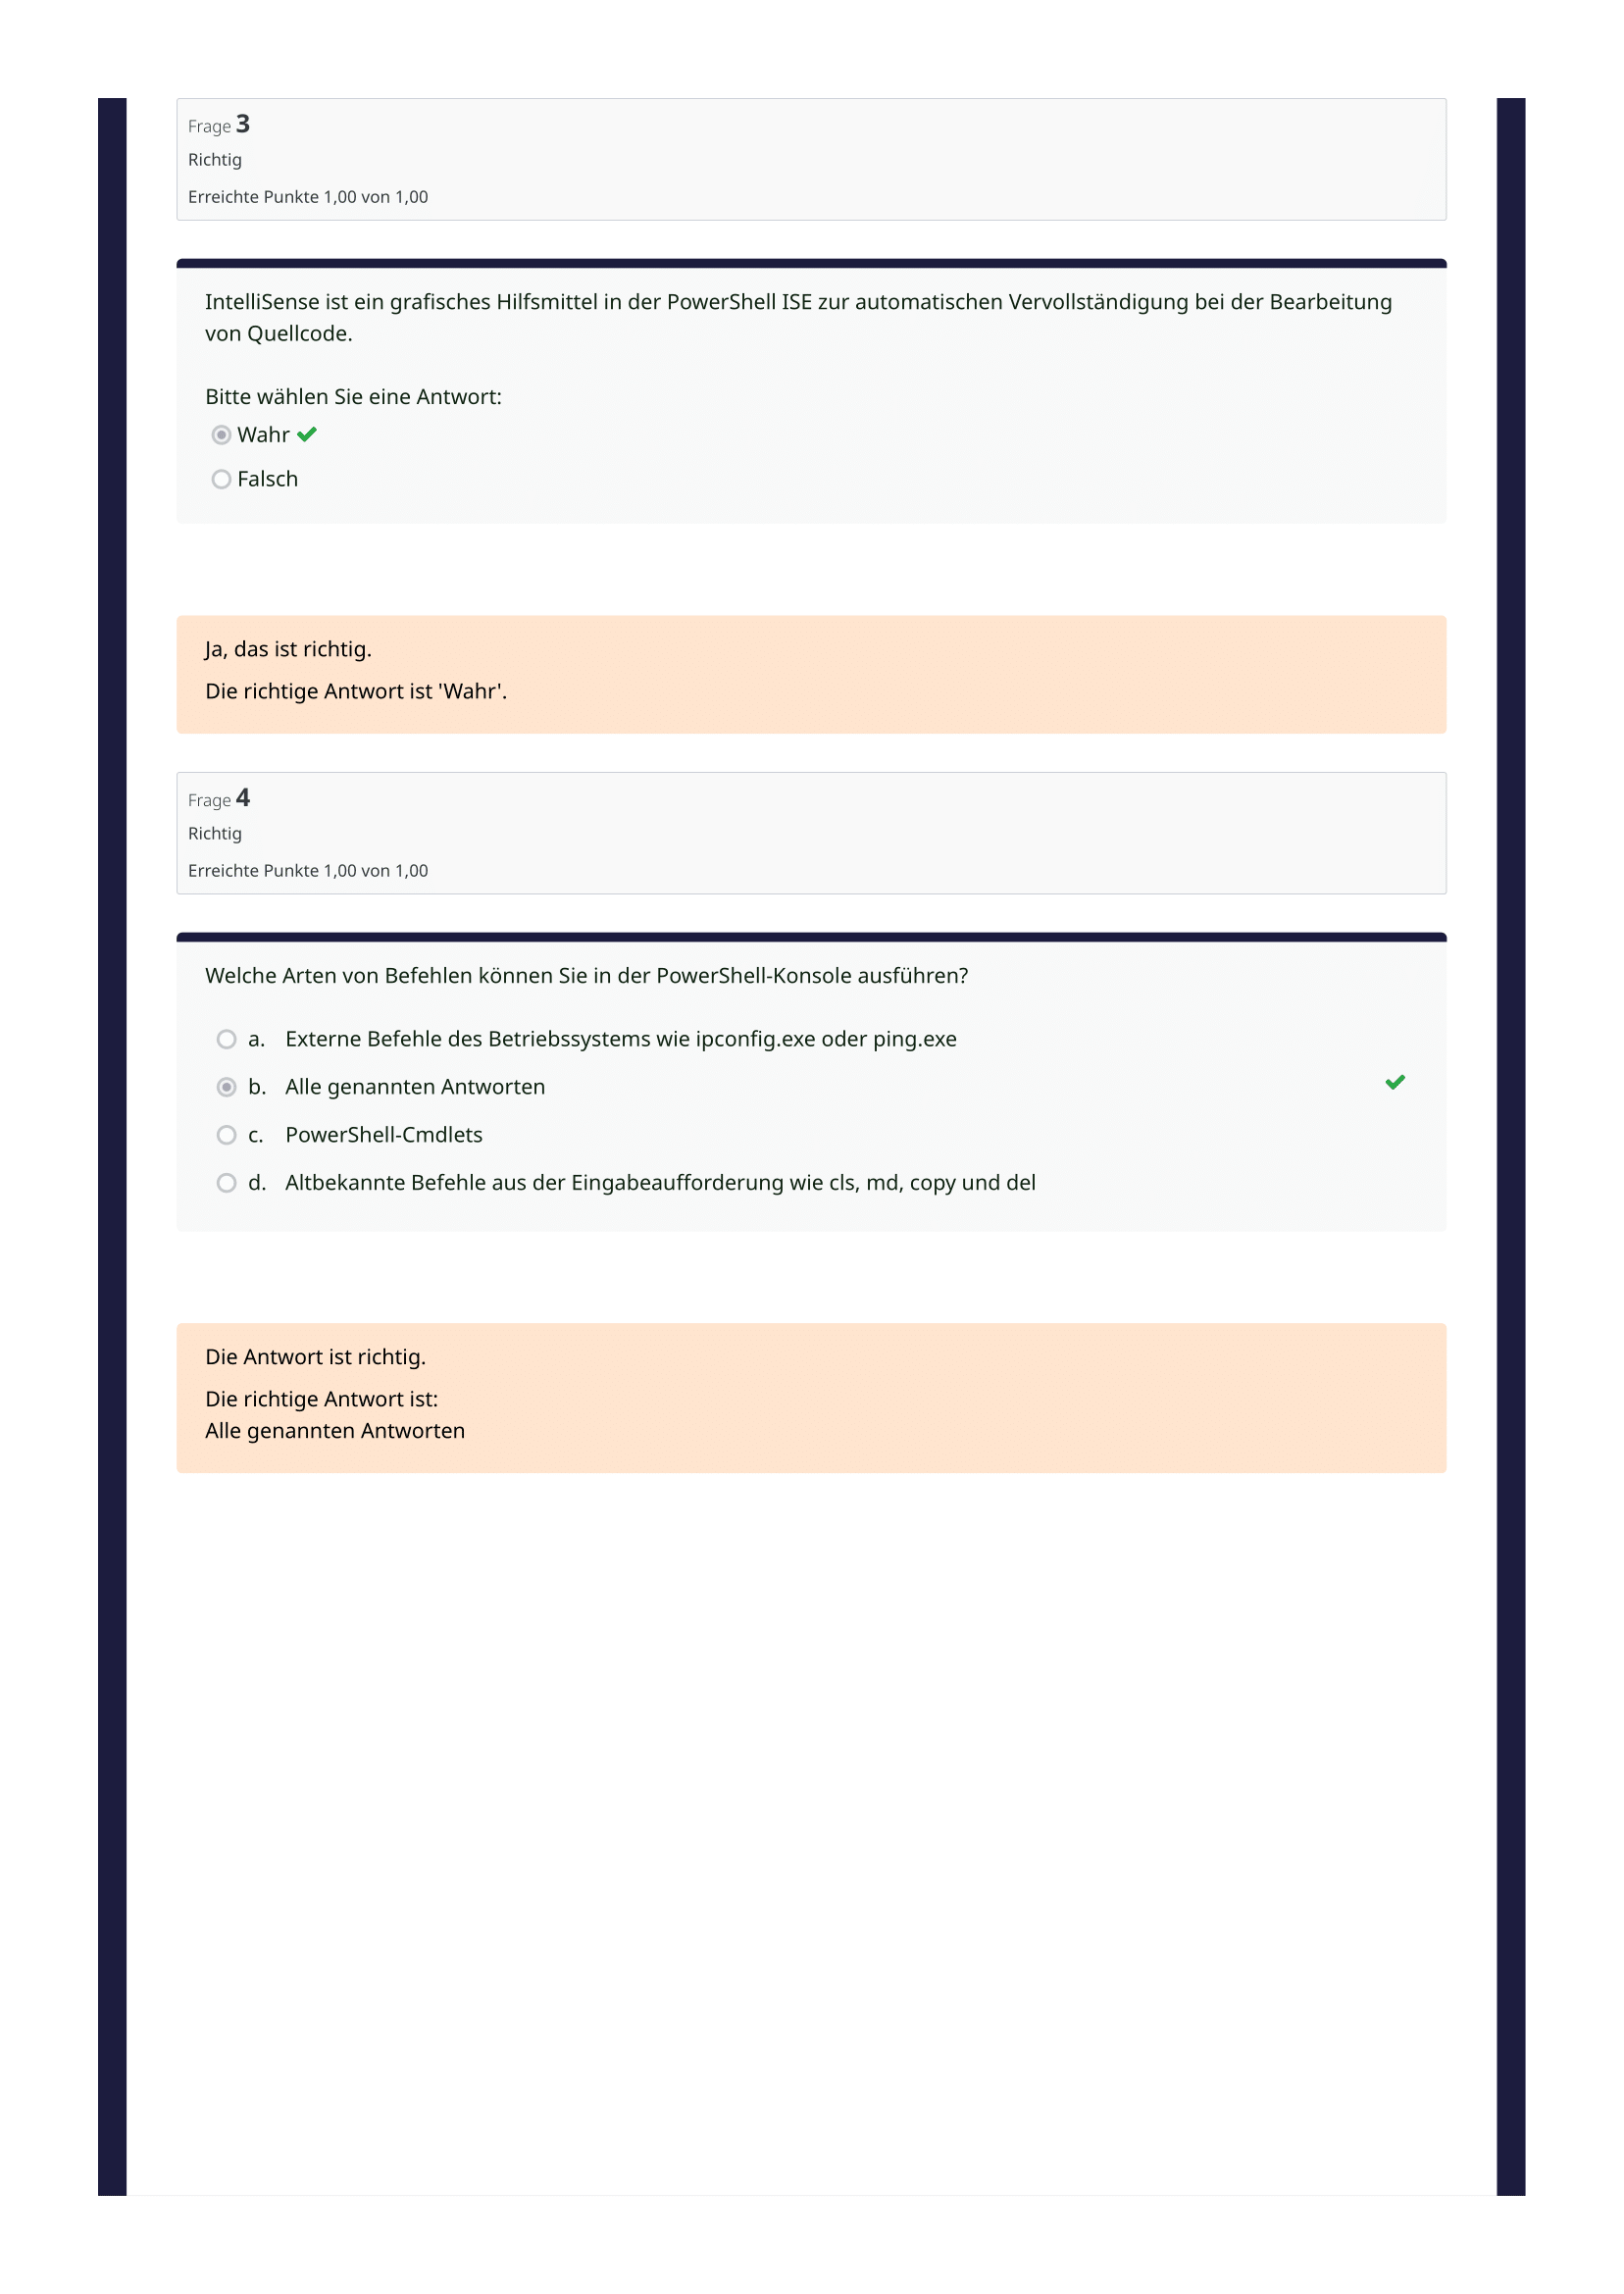 Frage 3
Richtig
Erreichte Punkte 1,00 von 1,00
IntelliSense ist ein grafisches Hilfsmittel in der PowerShell ISE zur automatischen Vervollständigung bei der Bearbeitung
von Quellcode.
Bitte wählen Sie eine Antwort:
Wahr
Falsch
Ja, das ist richtig.
Die richtige Antwort ist 'Wahr'.
Frage 4
Richtig
Erreichte Punkte 1,00 von 1,00
Welche Arten von Befehlen können Sie in der PowerShell-Konsole ausführen?
a. Externe Befehle des Betriebssystems wie ipconfig.exe oder ping.exe
b. Alle genannten Antworten
c. PowerShell-Cmdlets
d. Altbekannte Befehle aus der Eingabeaufforderung wie cls, md, copy und del
Die Antwort ist richtig.
Die richtige Antwort ist:
Alle genannten Antworten